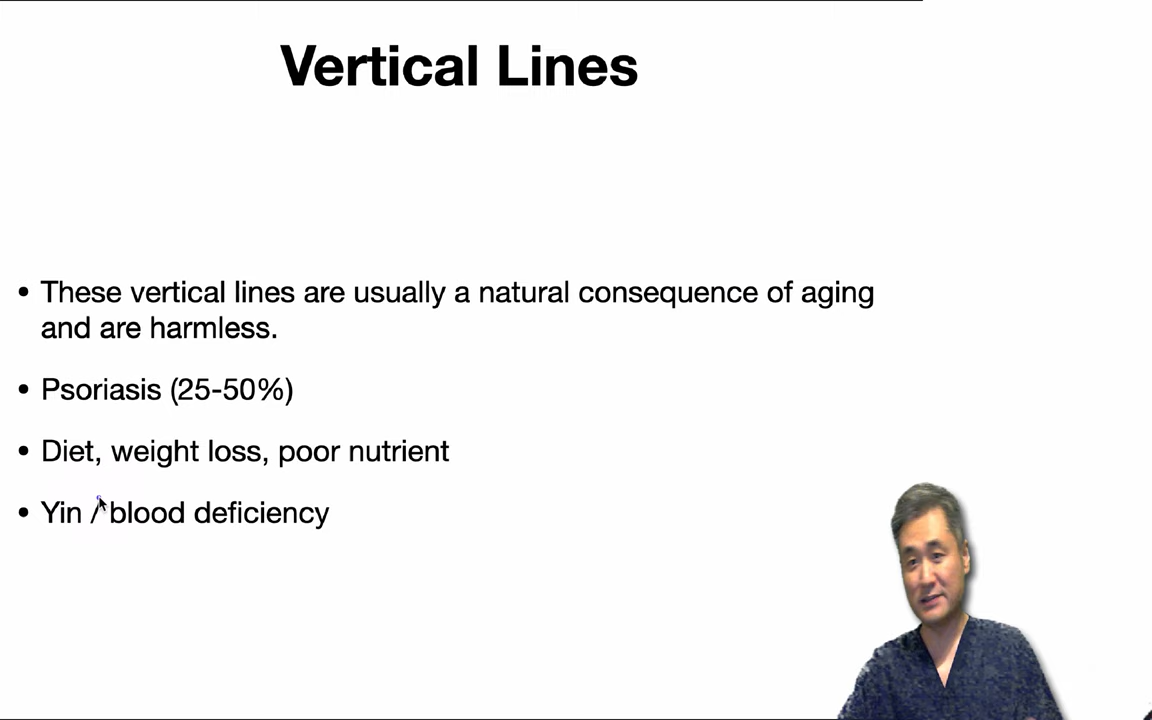 Vertical Lines
• These vertical lines are usually a natural consequence of aging
and are harmless.
• Psoriasis (25-50%)
• Diet, weight loss, poor nutrient
• Yin / blood deficiency